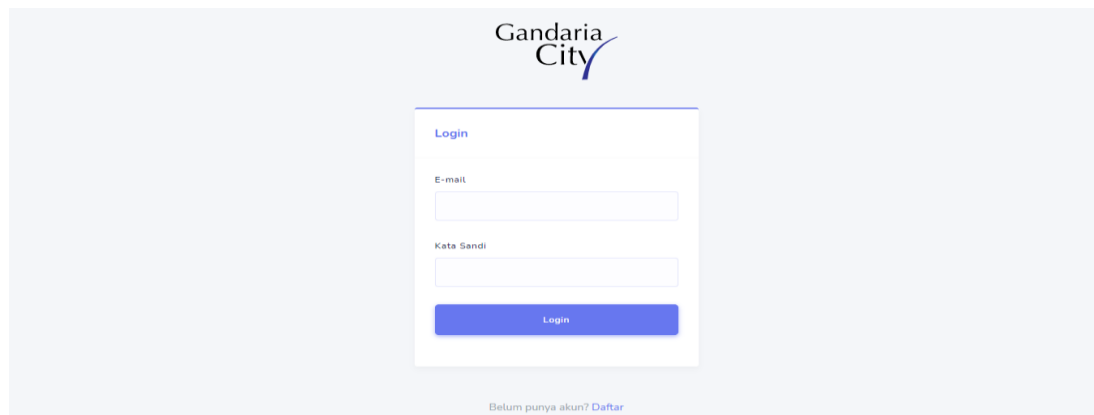 Gandaria
City
Login
E-mail
Kata Sandi
Login
Belum punya akun? Daftar